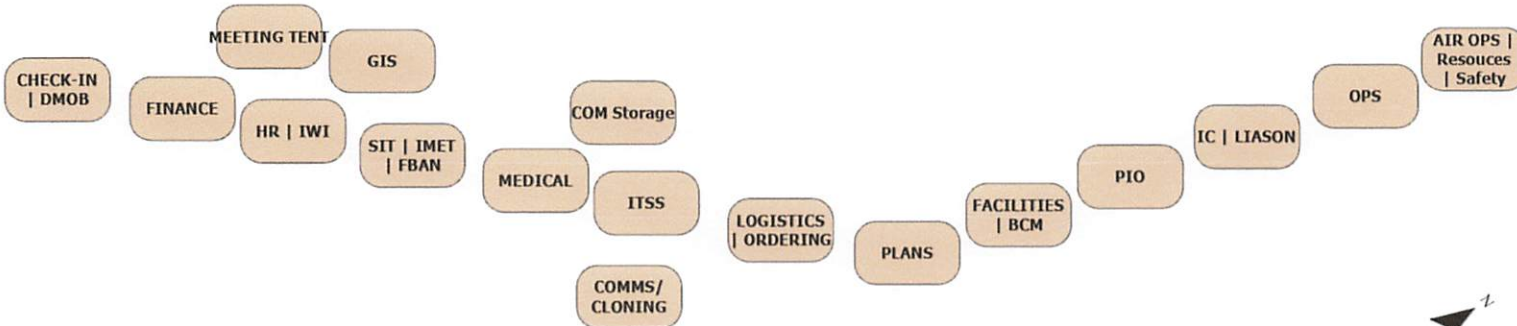 MEETING TENT
GIS
CHECK-IN
| DMOB
FINANCE
HR | IWI
SIT | IMET
| FBAN
COM Storage
MEDICAL
ITSS
COMMS/
CLONING
LOGISTICS
| ORDERING
PLANS
FACILITIES
| BCM
PIO
IC | LIASON
OPS
AIR OPS |
Resouces
| Safety
N